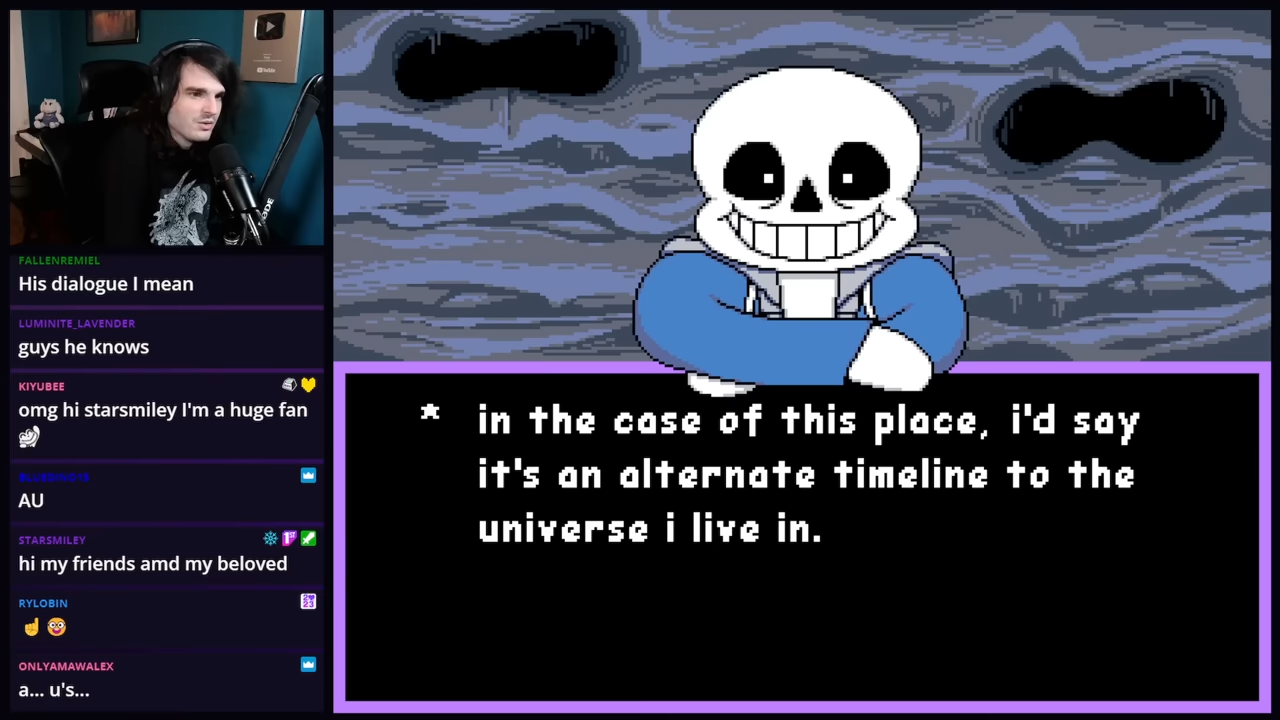 FALLENREMIEL
His dialogue I mean
LUMINITE_LAVENDER
guys he knows
KIYUBEE
omg hi starsmiley I'm a huge fan
AU
STARSMILEY
1ST
hi my friends amd my beloved
RYLOBIN
ONLYAMAWALEX
a... u's...
* in the case of this place, i'd say
it's an alternate timeline to the
universe i live in.